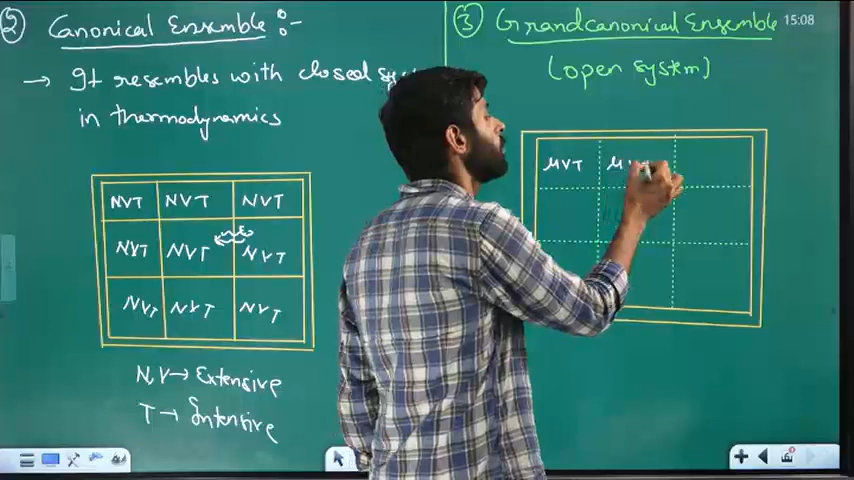 ② Canonical Ensemble :-
→ It resembles with closed
in thermodynamics
NVT NVT NVT
NVT NVT NVT
NVT NVT NVT
N,V → Extensive
T → Intensive
③ Grandcanonical Ensemble
15:08
(open system)
μVT μV